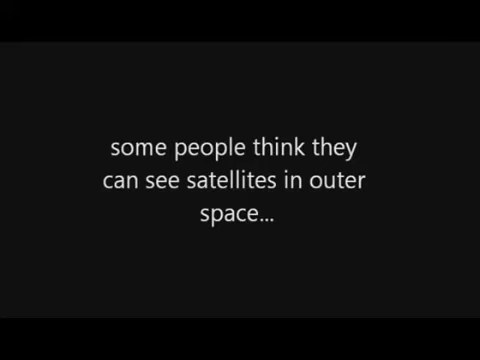 some people think they
can see satellites in outer
space...